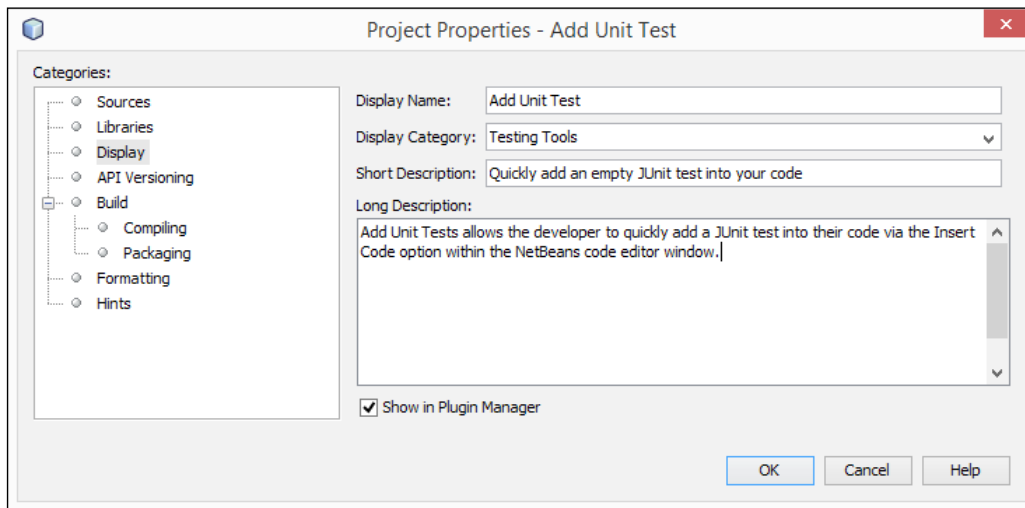 Project Properties - Add Unit Test
Categories:
Sources
Libraries
Display
API Versioning
Build
Compiling
Packaging
Formatting
Hints
Display Name: Add Unit Test
Display Category: Testing Tools
Short Description: Quickly add an empty JUnit test into your code
Long Description:
Add Unit Tests allows the developer to quickly add a JUnit test into their code via the Insert
Code option within the NetBeans code editor window.
Show in Plugin Manager
OK Cancel Help